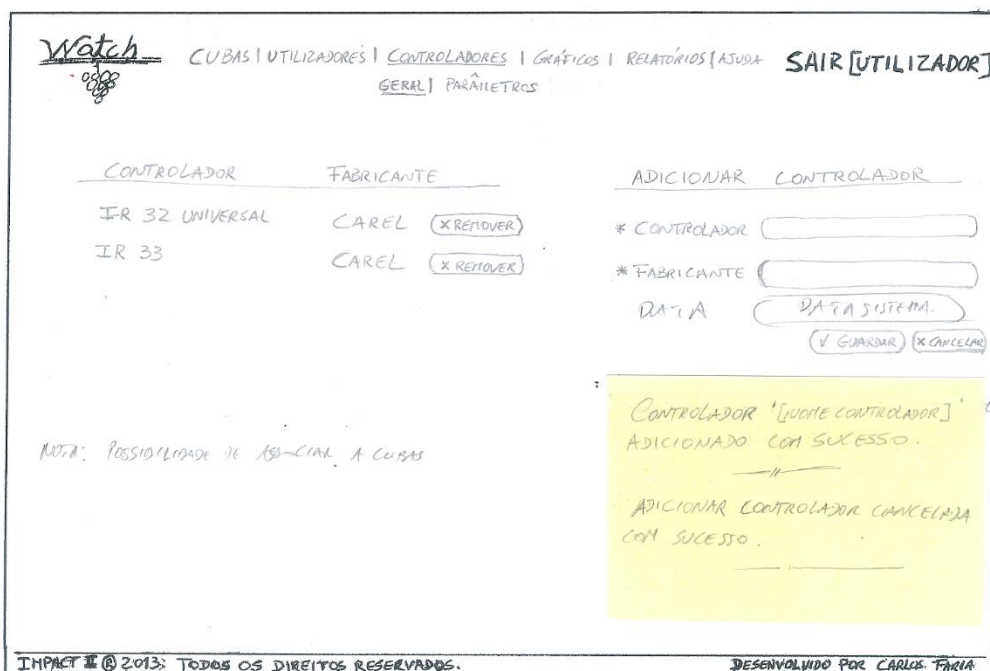 Watch
CUBAS | UTILIZADORES | CONTROLADORES | GRÁFICOS | RELATÓRIOS | AJUDA
SAIR [UTILIZADOR]
GERAL | PARÂMETROS
CONTROLADOR FABRICANTE
IR 32 UNIVERSAL CAREL X REMOVER
IR 33 CAREL X REMOVER
ADICIONAR CONTROLADOR
* CONTROLADOR
* FABRICANTE
DATA DATA SISTEMA.
√ GUARDAR X CANCELAR
CONTROLADOR '[NOME CONTROLADOR]'
ADICIONADO COM SUCESSO.
ADICIONAR CONTROLADOR CANCELADA
COM SUCESSO.
NOTA: POSSIBILIDADE DE ASSOCIAR A CUBAS
IMPACT II ® 2013: TODOS OS DIREITOS RESERVADOS.
DESENVOLVIDO POR CARLOS FARIA